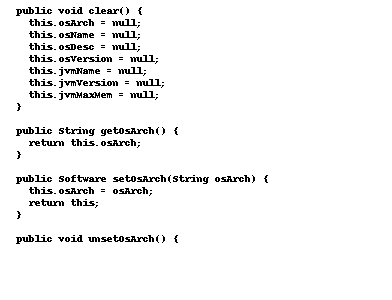 public void clear() {
this.osArch = null;
this.osName = null;
this.osDesc = null;
this.osVersion = null;
this.jvmName = null;
this.jvmVersion = null;
this.jvmMaxMem = null;
}
public String getOsArch() {
return this.osArch;
}
public Software setOsArch(String osArch) {
this.osArch = osArch;
return this;
}
public void unsetOsArch() {